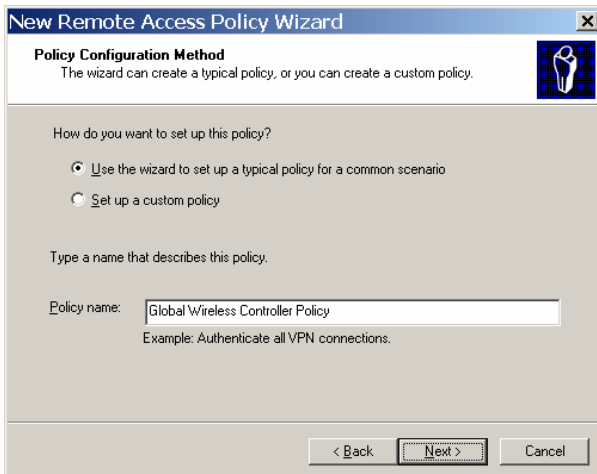 New Remote Access Policy Wizard
Policy Configuration Method
The wizard can create a typical policy, or you can create a custom policy.
How do you want to set up this policy?
Use the wizard to set up a typical policy for a common scenario
Set up a custom policy
Type a name that describes this policy.
Policy name: Global Wireless Controller Policy
Example: Authenticate all VPN connections.
< Back Next > Cancel